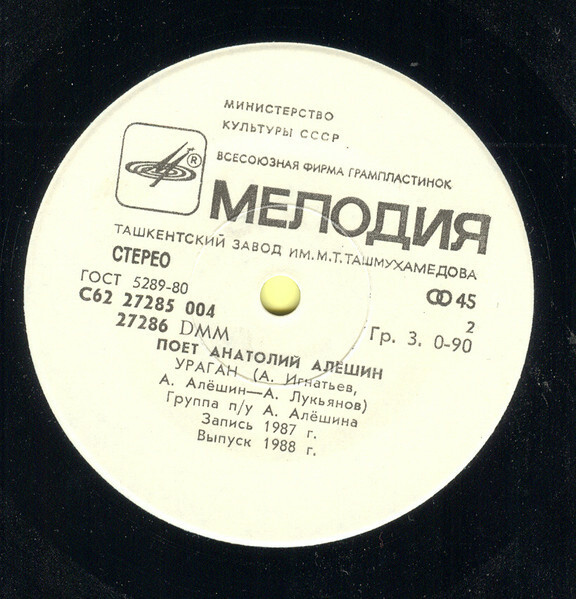 МИНИСТЕРСТВО
КУЛЬТУРЫ СССР
ВСЕСОЮЗНАЯ ФИРМА ГРАМПЛАСТИНОК
®
МЕЛОДИЯ
ТАШКЕНТСКИЙ ЗАВОД ИМ. М. Т. ТАШМУХАМЕДОВА
СТЕРЕО
45
ГОСТ 5289-80
2
С62 27285 004
Гр. 3. 0-90
27286 DMM
ПОЕТ АНАТОЛИЙ АЛЁШИН
УРАГАН (А. Игнатьев,
А. Алёшин—А. Лукьянов)
Группа п/у А. Алёшина
Запись 1987 г.
Выпуск 1988 г.